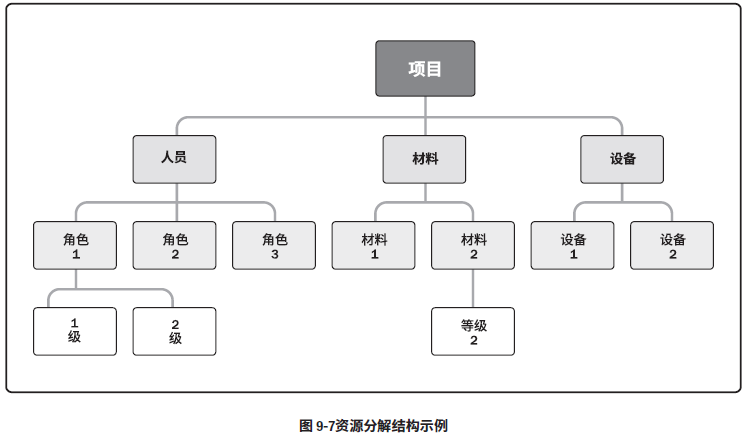 项目
人员
材料
设备
角色
1
角色
2
角色
3
材料
1
材料
2
设备
1
设备
2
1
级
2
级
等级
2
图 9-7资源分解结构示例